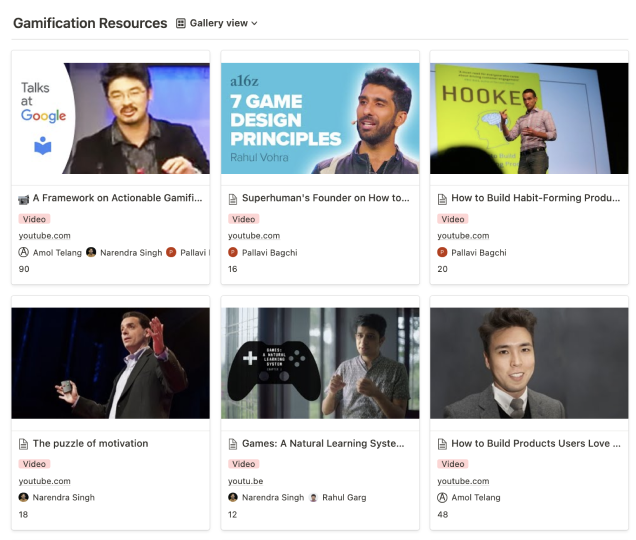 Gamification Resources Gallery view
Talks
at
Google
a16z
7 GAME
DESIGN
PRINCIPLES
Rahul Vohra
HOOKE
A Framework on Actionable Gamifi...
Video
youtube.com
Amol Telang Narendra Singh P Pallavi
90
Superhuman's Founder on How to...
Video
youtube.com
P Pallavi Bagchi
16
How to Build Habit-Forming Produ...
Video
youtube.com
P Pallavi Bagchi
20
GAMES:
A NATURAL
LEARNING
SYSTEM
The puzzle of motivation
Video
youtube.com
Narendra Singh
18
Games: A Natural Learning Syste...
Video
youtu.be
Narendra Singh Rahul Garg
12
How to Build Products Users Love ...
Video
youtube.com
Amol Telang
48